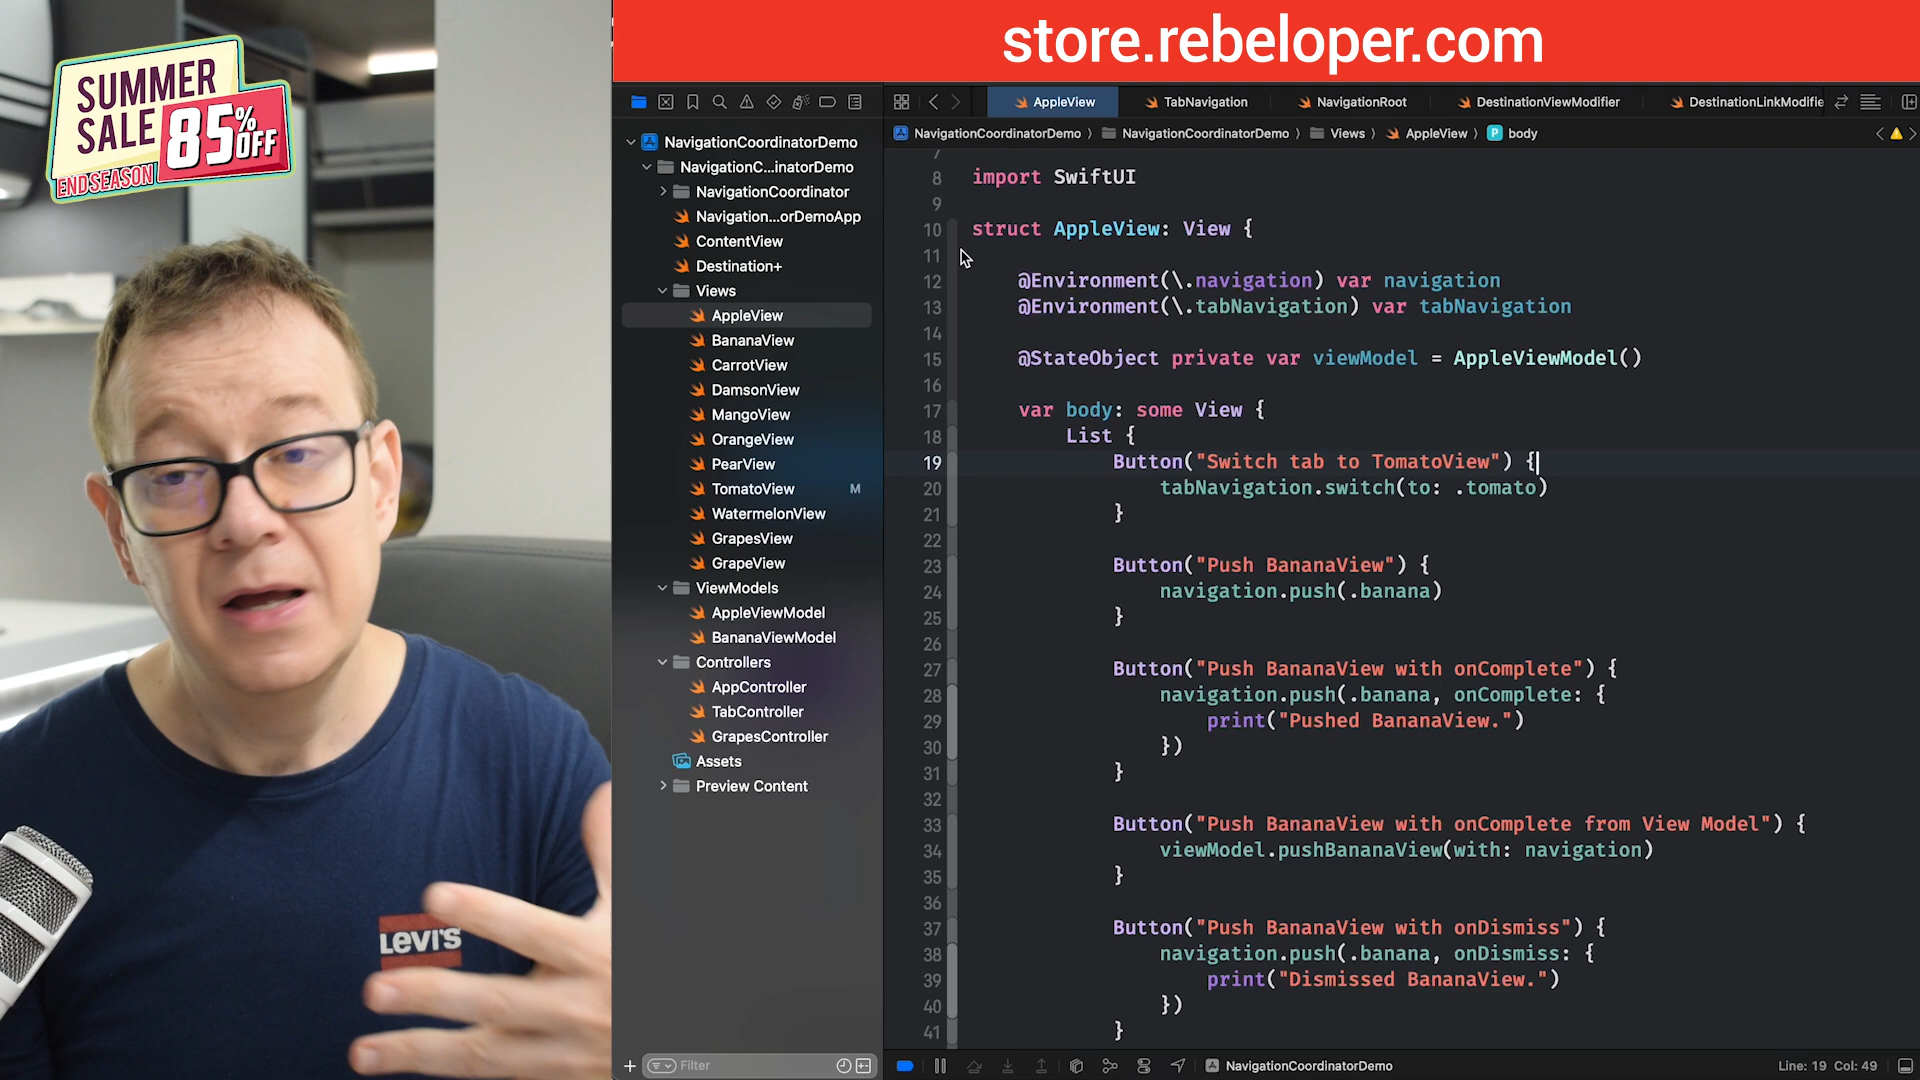 SUMMER
SALE
85% OFF
END SEASON
LEVI'S
store.rebeloper.com
AppleView
TabNavigation
NavigationRoot
DestinationViewModifier
DestinationLinkModifie
NavigationCoordinatorDemo
NavigationCoordinatorDemo
Views
AppleView
P body
NavigationCoordinatorDemo
NavigationC...inatorDemo
NavigationCoordinator
Navigation...orDemoApp
ContentView
Destination+
Views
AppleView
BananaView
CarrotView
DamsonView
MangoView
OrangeView
PearView
TomatoView M
WatermelonView
GrapesView
GrapeView
ViewModels
AppleViewModel
BananaViewModel
Controllers
AppController
TabController
GrapesController
Assets
Preview Content
Filter
7
8 import SwiftUI
9
10 struct AppleView: View {
11
12 @Environment(\.navigation) var navigation
13 @Environment(\.tabNavigation) var tabNavigation
14
15 @StateObject private var viewModel = AppleViewModel()
16
17 var body: some View {
18 List {
19 Button("Switch tab to TomatoView") {
20 tabNavigation.switch(to: .tomato)
21 }
22
23 Button("Push BananaView") {
24 navigation.push(.banana)
25 }
26
27 Button("Push BananaView with onComplete") {
28 navigation.push(.banana, onComplete: {
29 print("Pushed BananaView.")
30 })
31 }
32
33 Button("Push BananaView with onComplete from View Model") {
34 viewModel.pushBananaView(with: navigation)
35 }
36
37 Button("Push BananaView with onDismiss") {
38 navigation.push(.banana, onDismiss: {
39 print("Dismissed BananaView.")
40 })
41 }
NavigationCoordinatorDemo
Line: 19 Col: 49